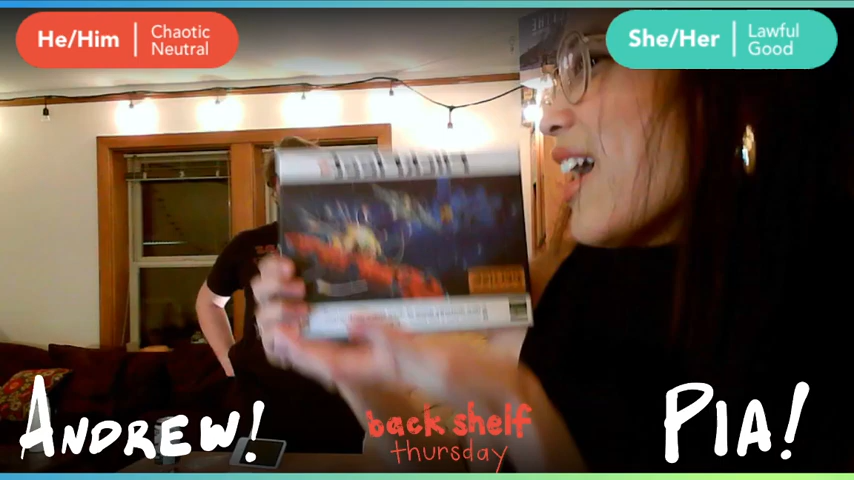 He/Him
Chaotic
Neutral
She/Her
Lawful
Good
ANDREW!
back shelf
thursday
PIA!